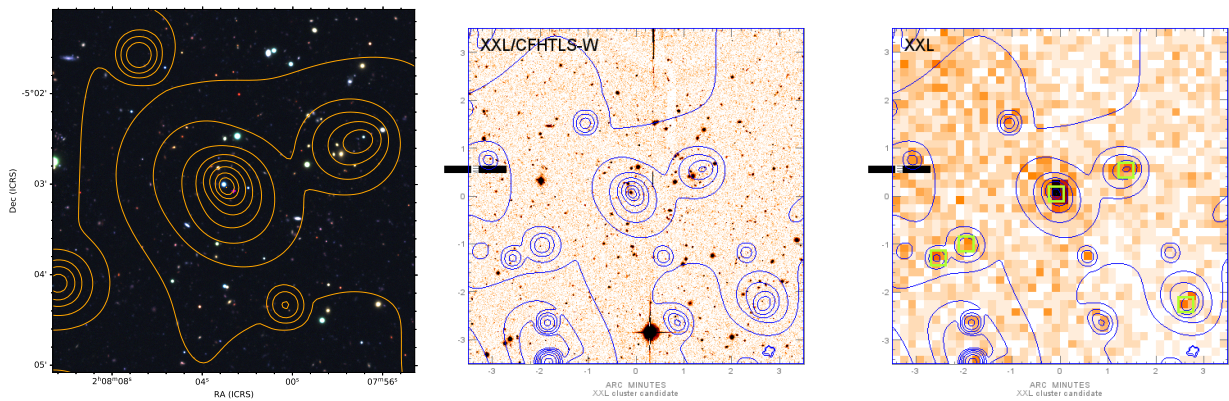 -5°02'
03'
04'
05'
Dec (ICRS)
2ʰ08ᵐ08ˢ 04ˢ 00ˢ 07ᵐ56ˢ
RA (ICRS)
XXL/CFHTLS-W
3
2
1
0
-1
-2
-3
-3 -2 -1 0 1 2 3
ARC MINUTES
XXL cluster candidate
XXL
3
2
1
0
-1
-2
-3
-3 -2 -1 0 1 2 3
ARC MINUTES
XXL cluster candidate